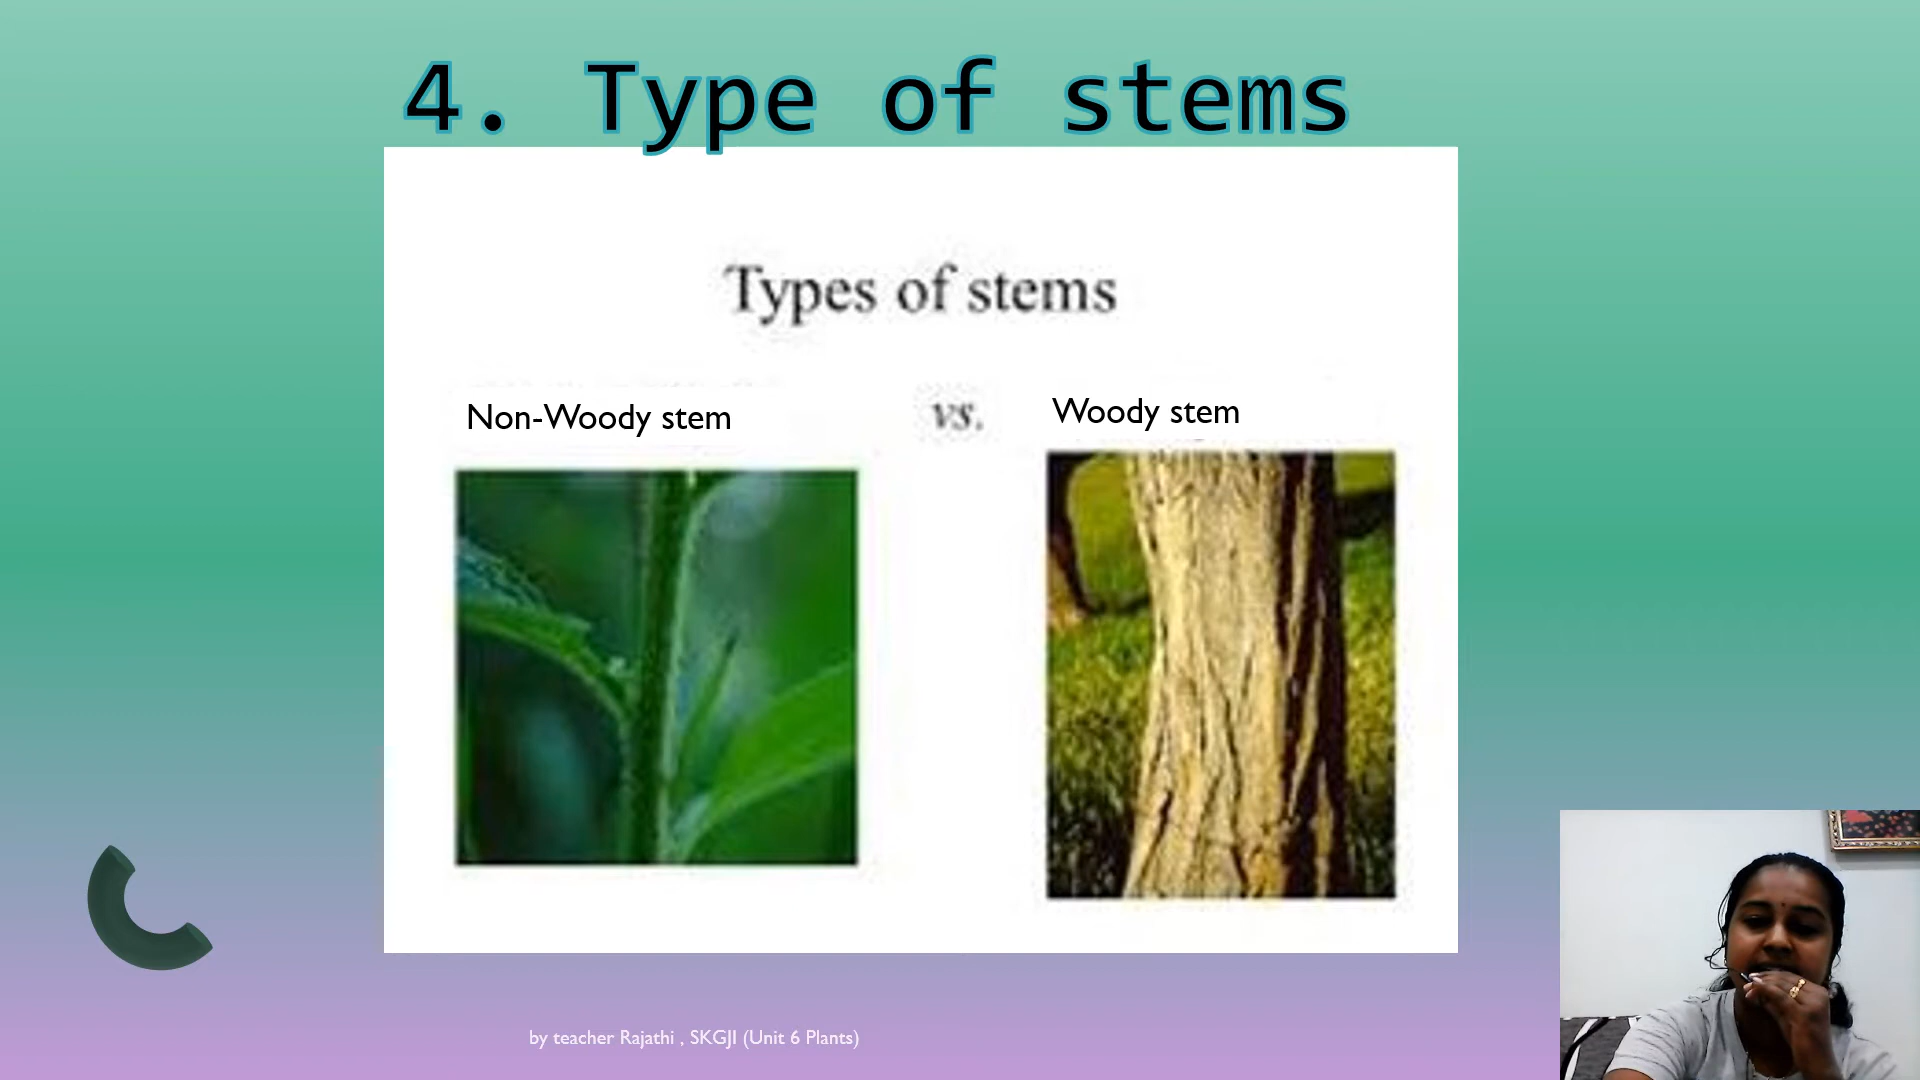 4. Type of stems
Types of stems
Non-Woody stem
vs.
Woody stem
by teacher Rajathi , SKGJI (Unit 6 Plants)